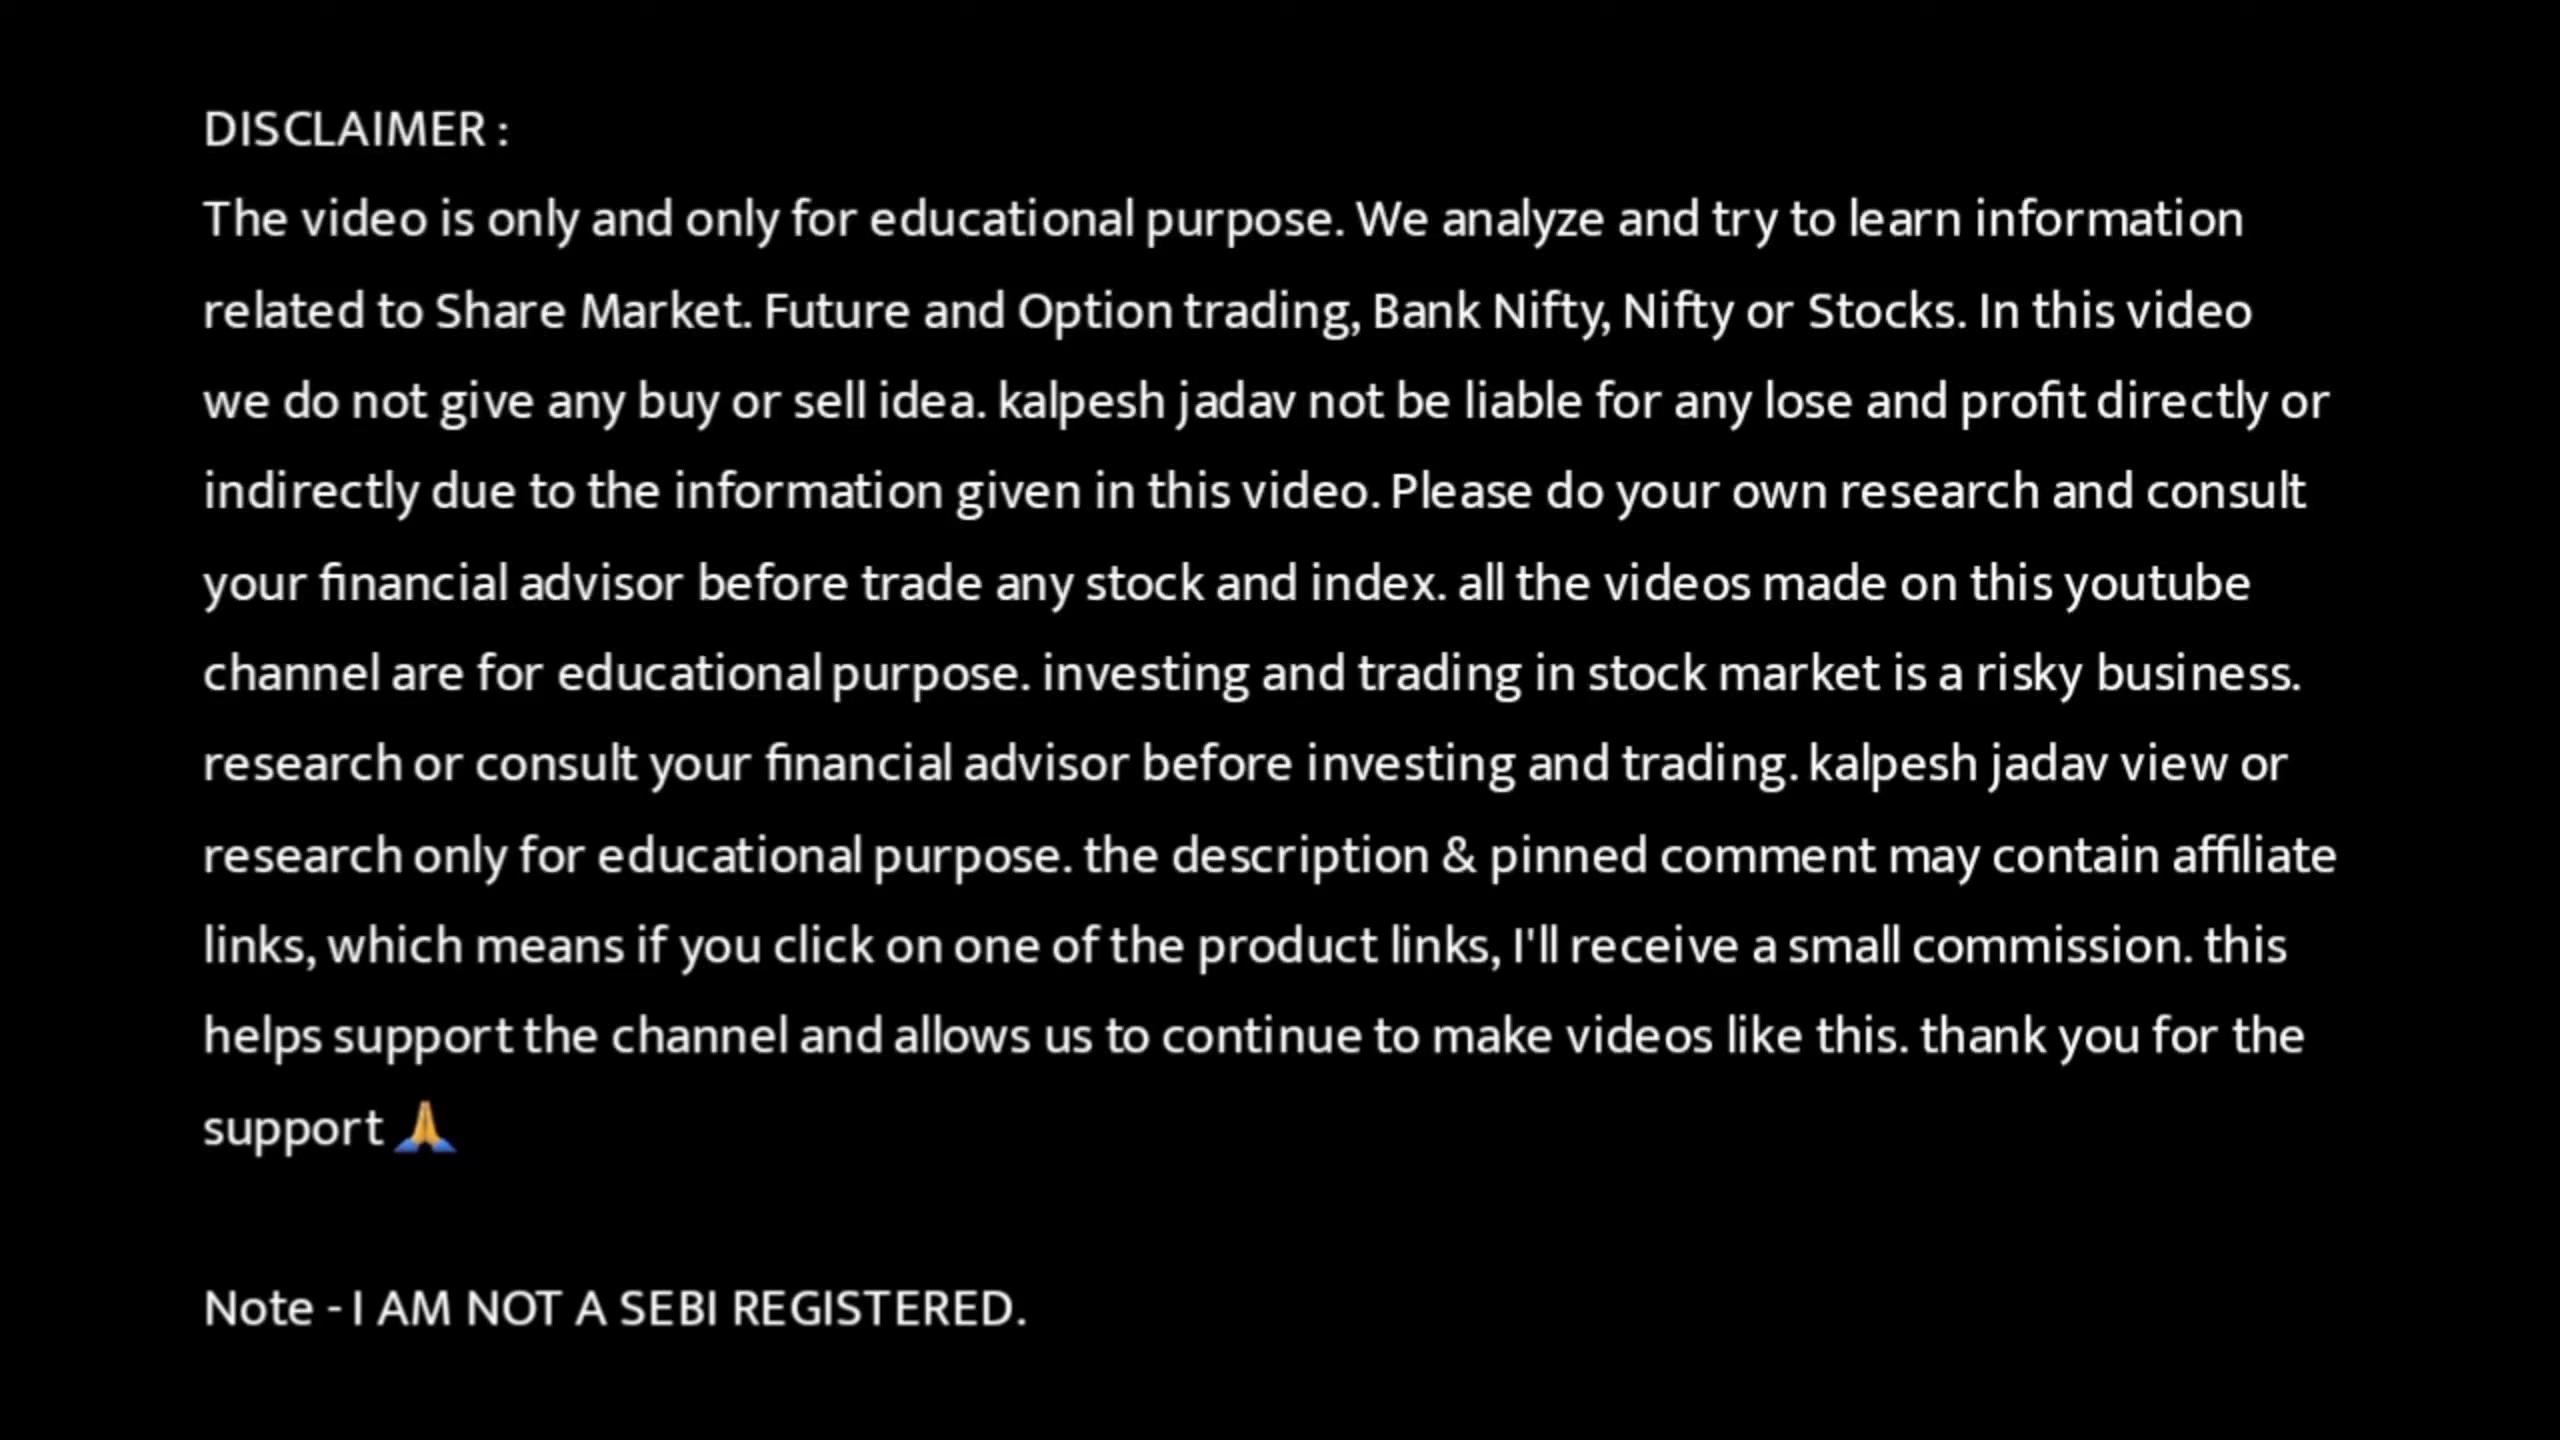 DISCLAIMER :
The video is only and only for educational purpose. We analyze and try to learn information
related to Share Market. Future and Option trading, Bank Nifty, Nifty or Stocks. In this video
we do not give any buy or sell idea. kalpesh jadav not be liable for any lose and profit directly or
indirectly due to the information given in this video. Please do your own research and consult
your financial advisor before trade any stock and index. all the videos made on this youtube
channel are for educational purpose. investing and trading in stock market is a risky business.
research or consult your financial advisor before investing and trading. kalpesh jadav view or
research only for educational purpose. the description & pinned comment may contain affiliate
links, which means if you click on one of the product links, I'll receive a small commission. this
helps support the channel and allows us to continue to make videos like this. thank you for the
support 🙏
Note - I AM NOT A SEBI REGISTERED.